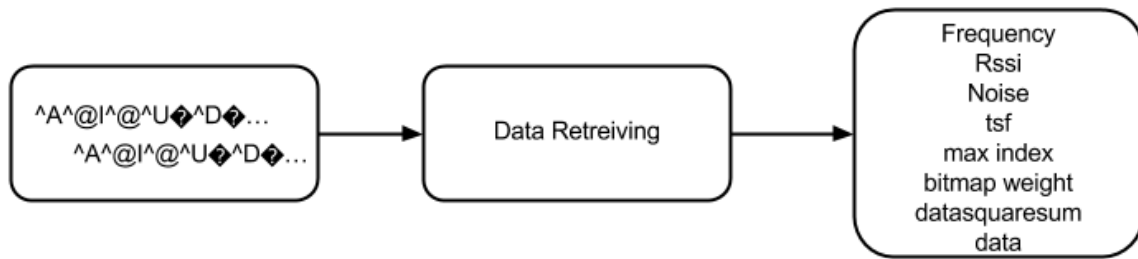 ^A^@I^@^U�^D�...
^A^@I^@^U�^D�...
Data Retreiving
Frequency
Rssi
Noise
tsf
max index
bitmap weight
datasquaresum
data